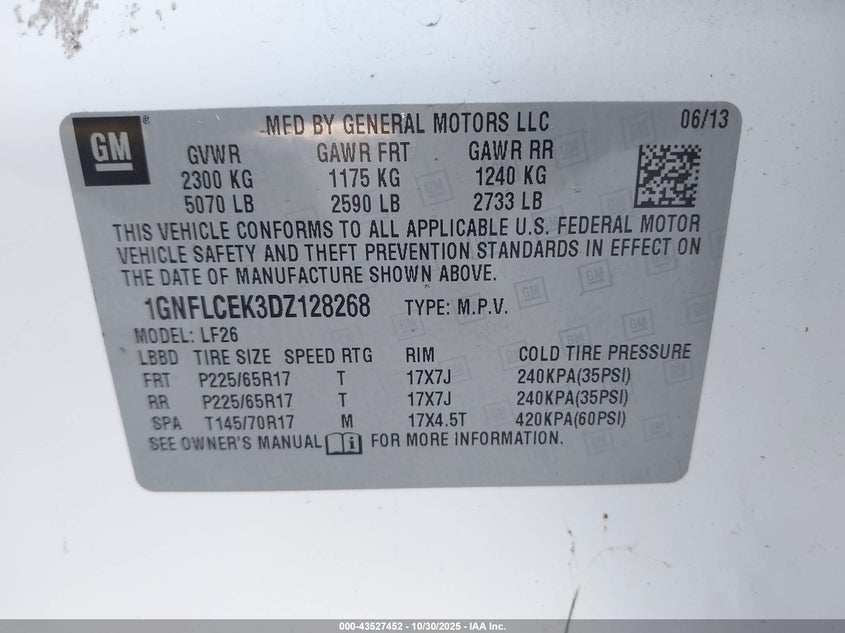 GM
MFD BY GENERAL MOTORS LLC 06/13
GVWR GAWR FRT GAWR RR
2300 KG 1175 KG 1240 KG
5070 LB 2590 LB 2733 LB
THIS VEHICLE CONFORMS TO ALL APPLICABLE U.S. FEDERAL MOTOR
VEHICLE SAFETY AND THEFT PREVENTION STANDARDS IN EFFECT ON
THE DATE OF MANUFACTURE SHOWN ABOVE.
1GNFLCEK3DZ128268 TYPE: M.P.V.
MODEL: LF26
LBBD TIRE SIZE SPEED RTG RIM COLD TIRE PRESSURE
FRT P225/65R17 T 17X7J 240KPA(35PSI)
RR P225/65R17 T 17X7J 240KPA(35PSI)
SPA T145/70R17 M 17X4.5T 420KPA(60PSI)
SEE OWNER'S MANUAL FOR MORE INFORMATION.
000-43527452 - 10/30/2025 - IAA Inc.